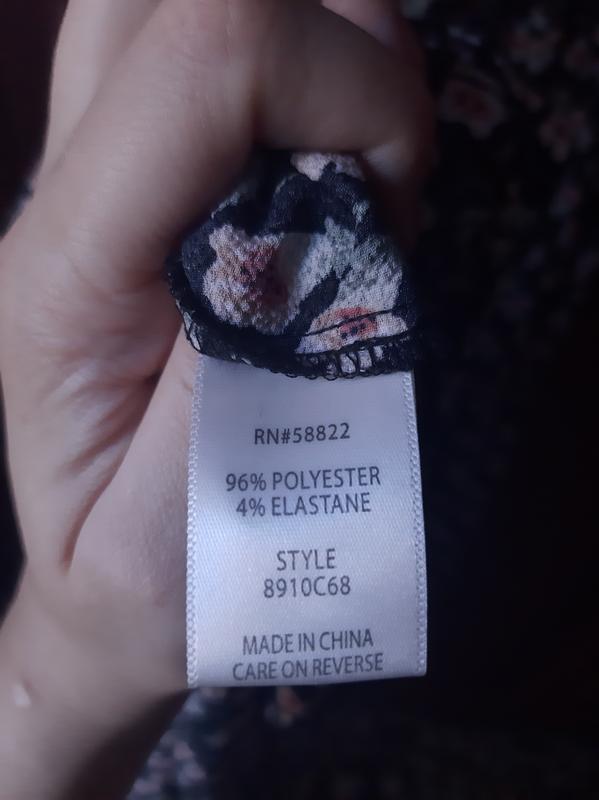 RN#58822
96% POLYESTER
4% ELASTANE
STYLE
8910C68
MADE IN CHINA
CARE ON REVERSE